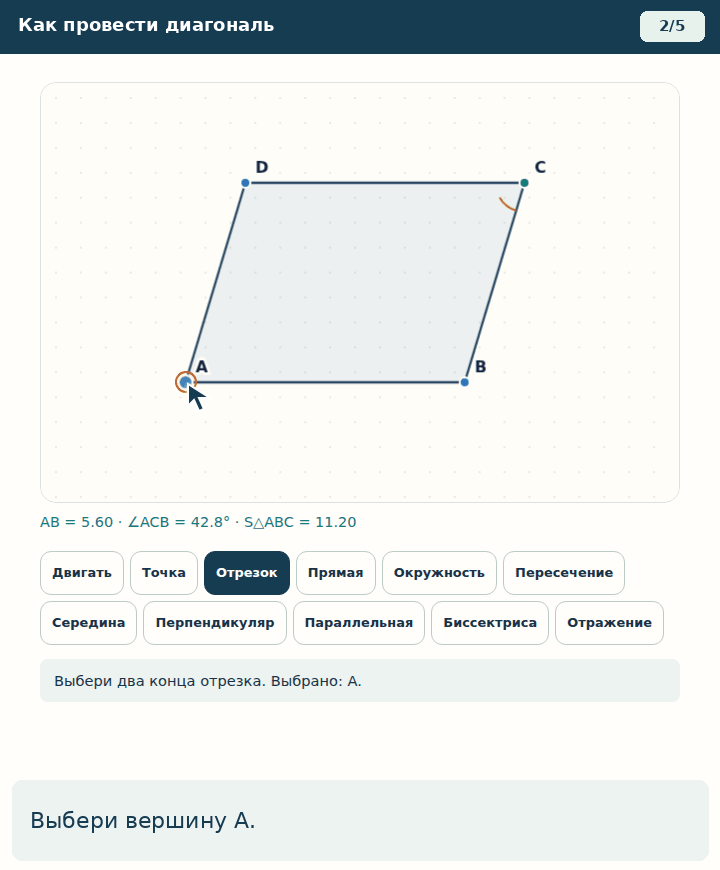 Как провести диагональ
2/5
D
C
A
B
AB = 5.60 · ∠ACB = 42.8° · S△ABC = 11.20
Двигать Точка Отрезок Прямая Окружность Пересечение
Середина Перпендикуляр Параллельная Биссектриса Отражение
Выбери два конца отрезка. Выбрано: A.
Выбери вершину A.